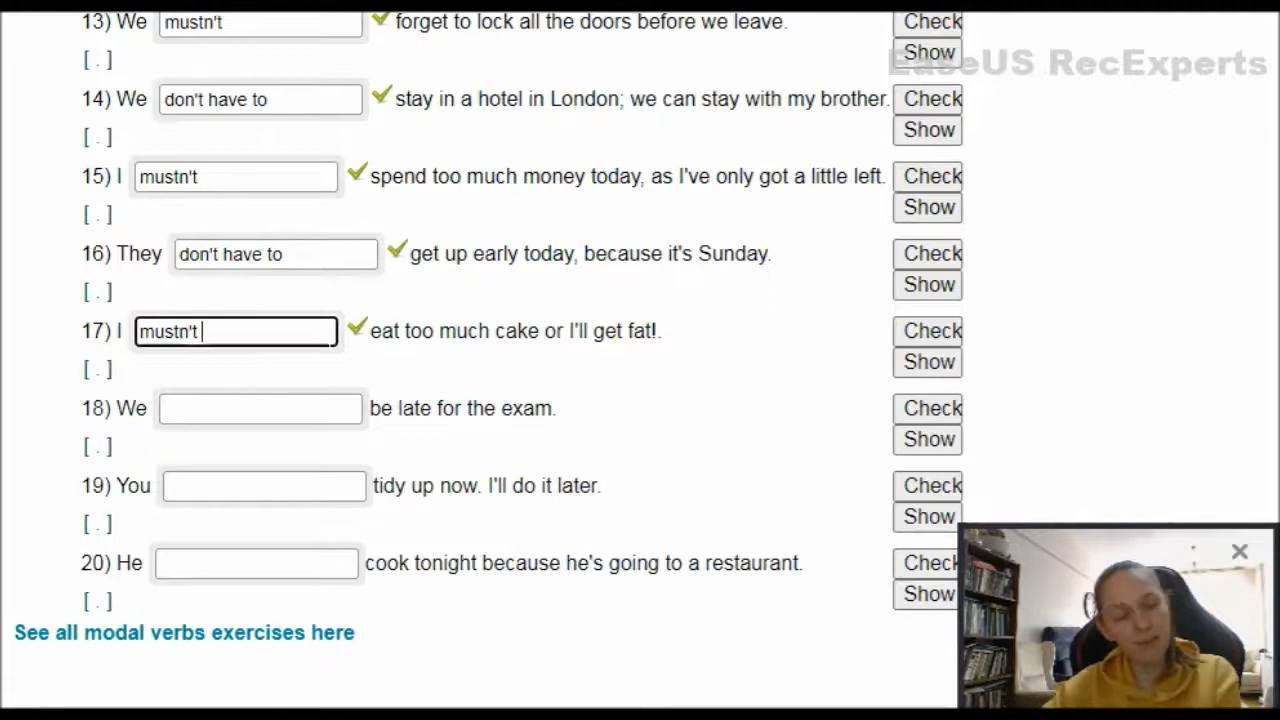 13) We mustn't forget to lock all the doors before we leave. Check
Show
[ . ]
EaseUS RecExperts
14) We don't have to stay in a hotel in London; we can stay with my brother. Check
Show
[ . ]
15) I mustn't spend too much money today, as I've only got a little left. Check
Show
[ . ]
16) They don't have to get up early today, because it's Sunday. Check
Show
[ . ]
17) I mustn't eat too much cake or I'll get fat!. Check
Show
[ . ]
18) We be late for the exam. Check
Show
[ . ]
19) You tidy up now. I'll do it later. Check
Show
[ . ]
20) He cook tonight because he's going to a restaurant. Check
Show
[ . ]
See all modal verbs exercises here